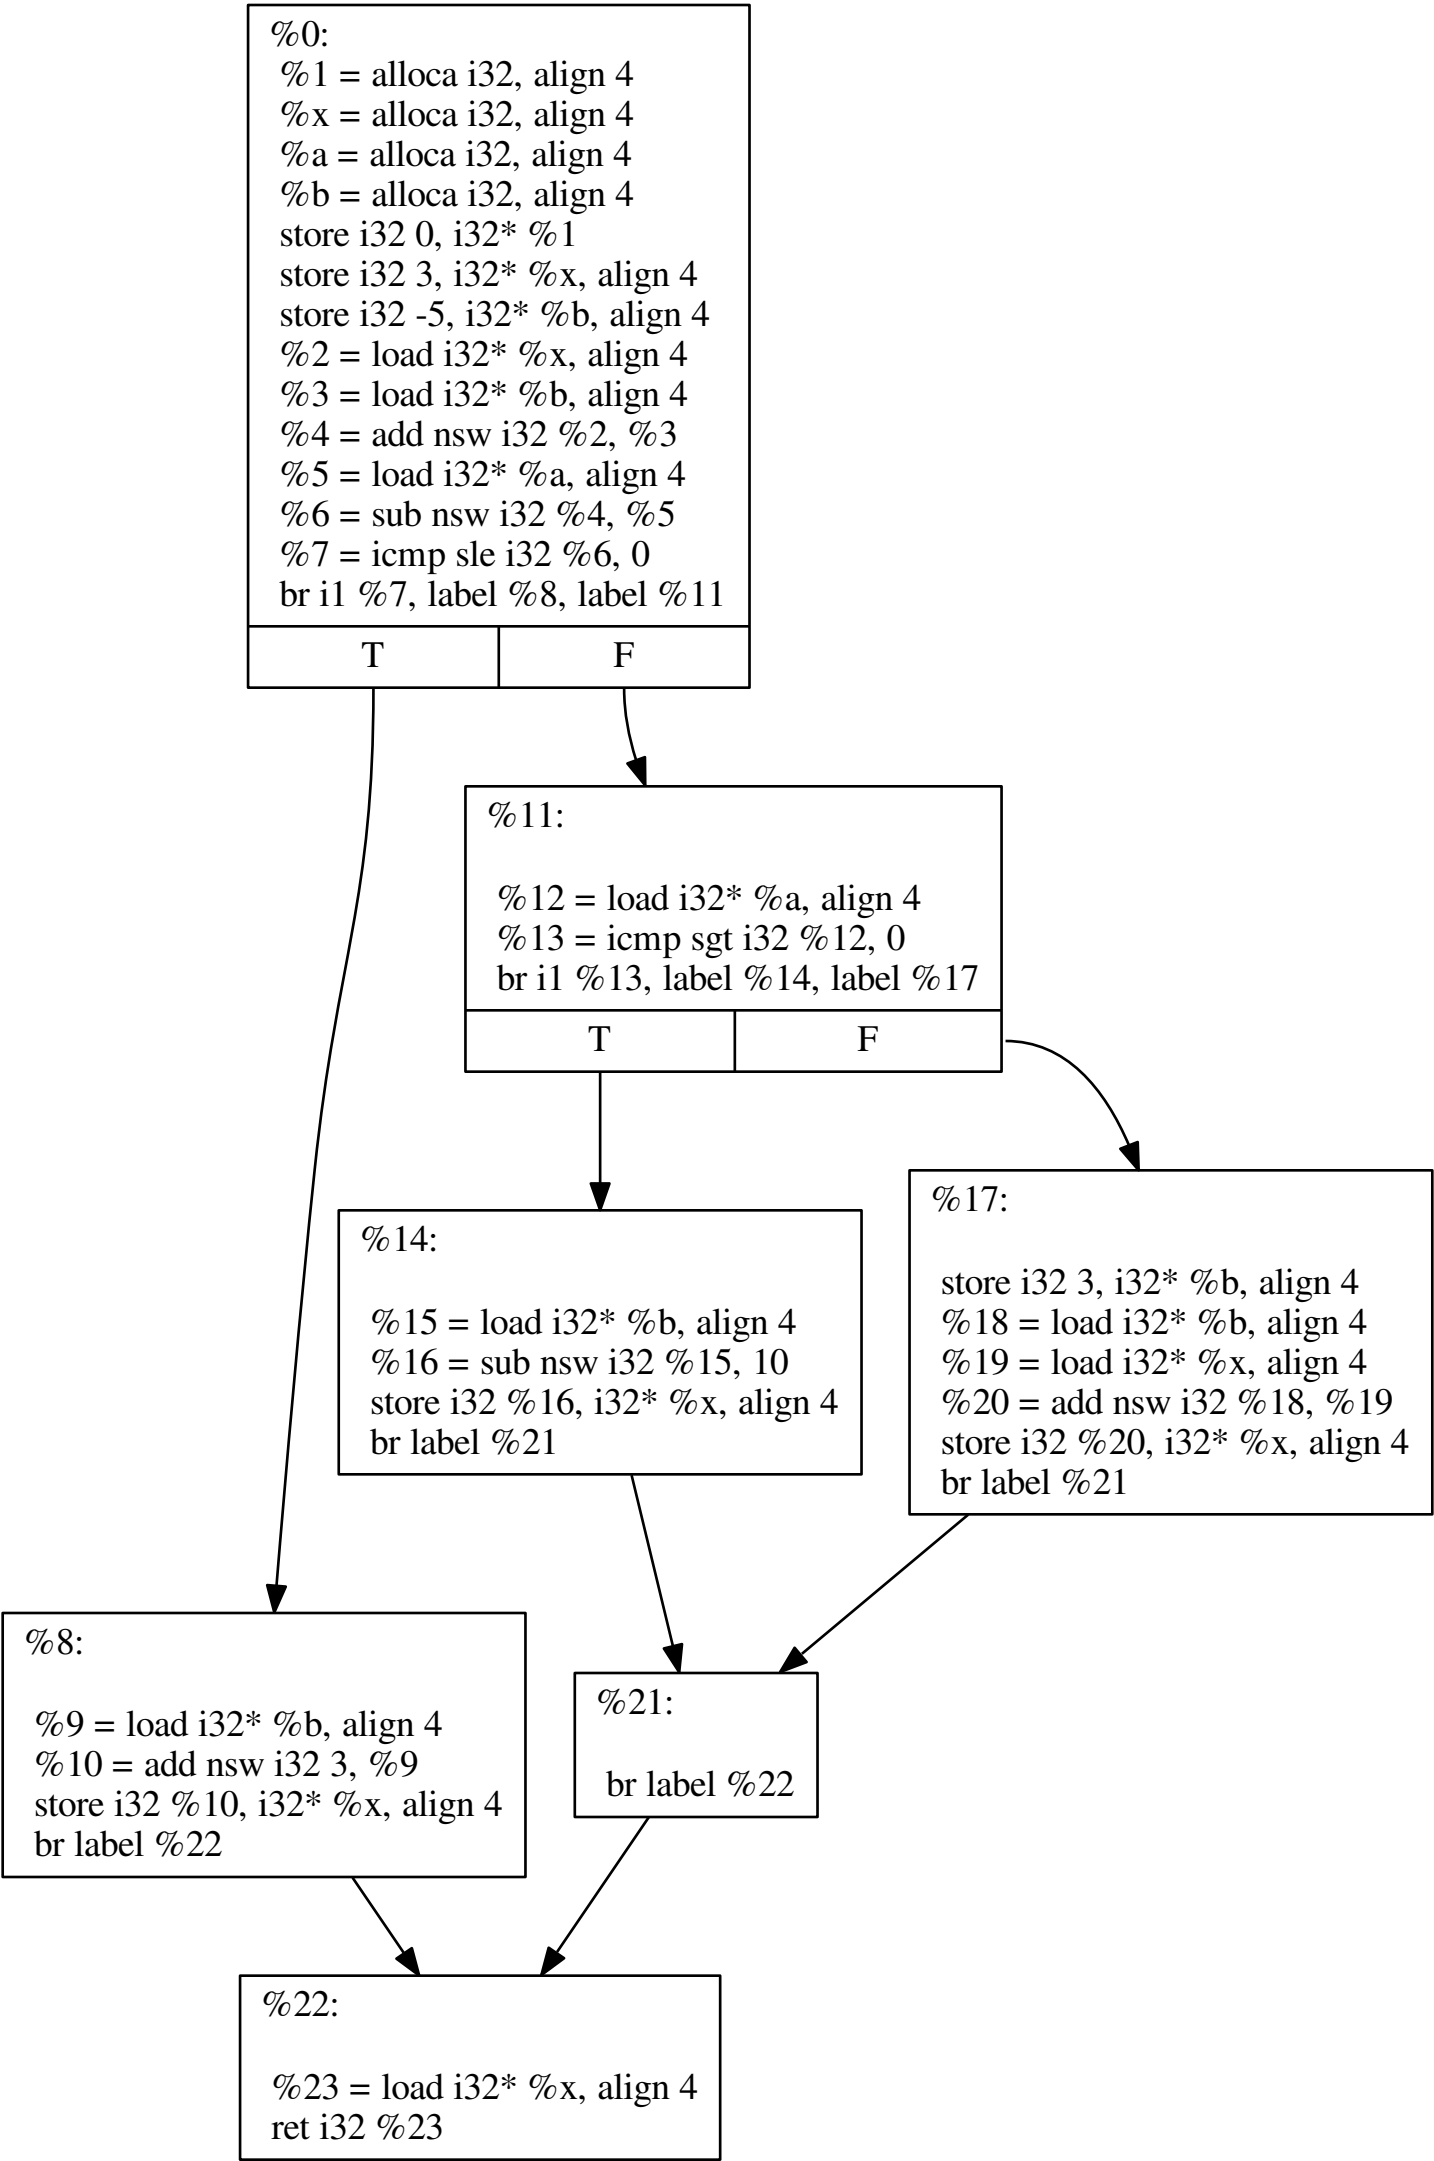 %0:
%1 = alloca i32, align 4
%x = alloca i32, align 4
%a = alloca i32, align 4
%b = alloca i32, align 4
store i32 0, i32* %1
store i32 3, i32* %x, align 4
store i32 -5, i32* %b, align 4
%2 = load i32* %x, align 4
%3 = load i32* %b, align 4
%4 = add nsw i32 %2, %3
%5 = load i32* %a, align 4
%6 = sub nsw i32 %4, %5
%7 = icmp sle i32 %6, 0
br i1 %7, label %8, label %11
T
F
%11:
%12 = load i32* %a, align 4
%13 = icmp sgt i32 %12, 0
br i1 %13, label %14, label %17
T
F
%14:
%15 = load i32* %b, align 4
%16 = sub nsw i32 %15, 10
store i32 %16, i32* %x, align 4
br label %21
%17:
store i32 3, i32* %b, align 4
%18 = load i32* %b, align 4
%19 = load i32* %x, align 4
%20 = add nsw i32 %18, %19
store i32 %20, i32* %x, align 4
br label %21
%8:
%9 = load i32* %b, align 4
%10 = add nsw i32 3, %9
store i32 %10, i32* %x, align 4
br label %22
%21:
br label %22
%22:
%23 = load i32* %x, align 4
ret i32 %23